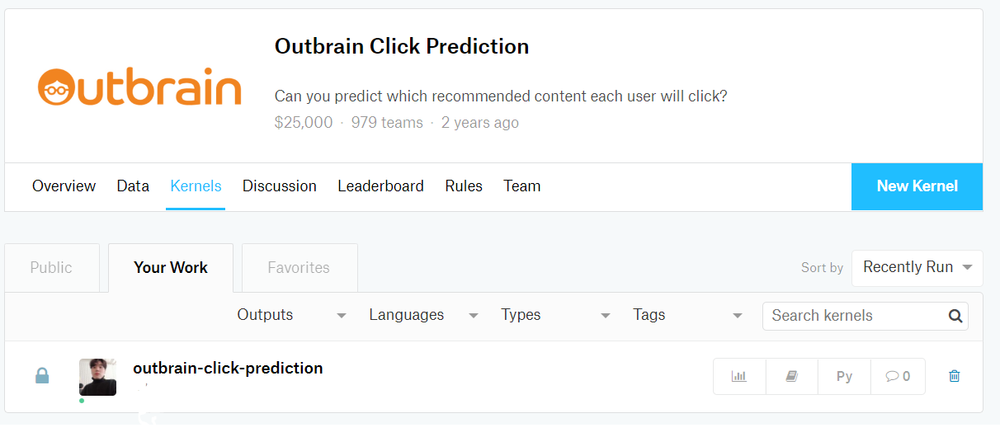 Outbrain
Outbrain Click Prediction
Can you predict which recommended content each user will click?
$25,000 · 979 teams · 2 years ago
Overview Data Kernels Discussion Leaderboard Rules Team New Kernel
Public Your Work Favorites Sort by Recently Run
Outputs Languages Types Tags Search kernels
outbrain-click-prediction
Py 0